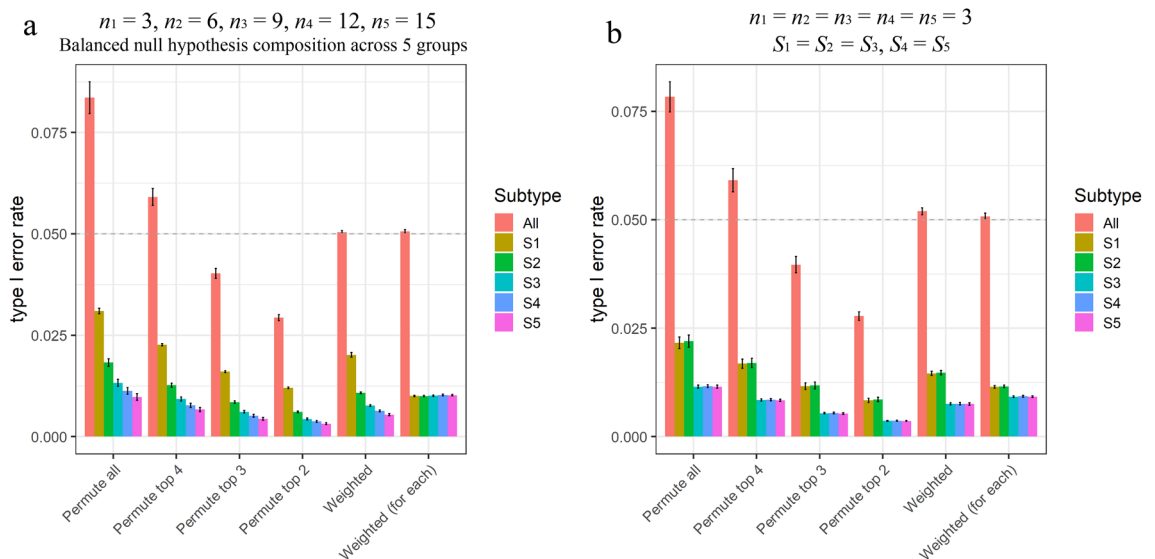 a
n₁ = 3, n₂ = 6, n₃ = 9, n₄ = 12, n₅ = 15
Balanced null hypothesis composition across 5 groups
type I error rate
0.075
0.050
0.025
0.000
Permute all
Permute top 4
Permute top 3
Permute top 2
Weighted
Weighted (for each)
Subtype
All
S1
S2
S3
S4
S5
b
n₁ = n₂ = n₃ = n₄ = n₅ = 3
S₁ = S₂ = S₃, S₄ = S₅
type I error rate
0.075
0.050
0.025
0.000
Permute all
Permute top 4
Permute top 3
Permute top 2
Weighted
Weighted (for each)
Subtype
All
S1
S2
S3
S4
S5